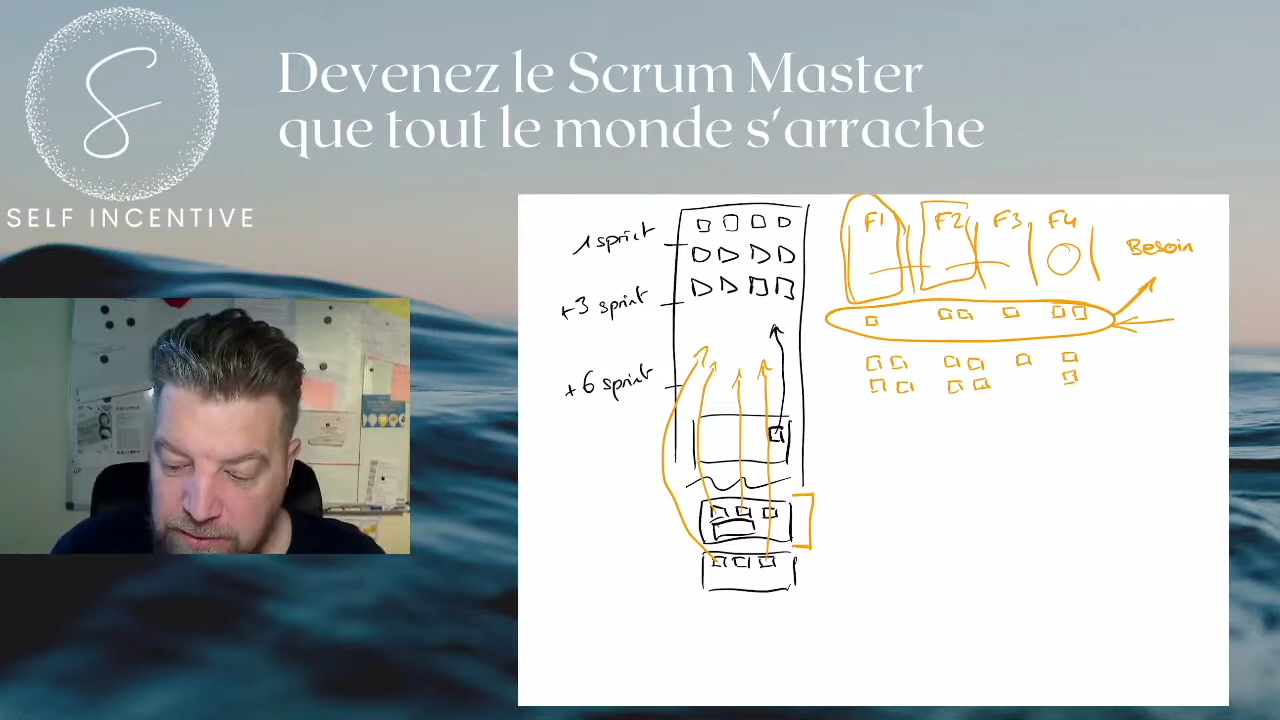 Devenez le Scrum Master
que tout le monde s'arrache
SELF INCENTIVE
1 sprint
+3 sprint
+6 sprint
F1 F2 F3 F4
Besoin